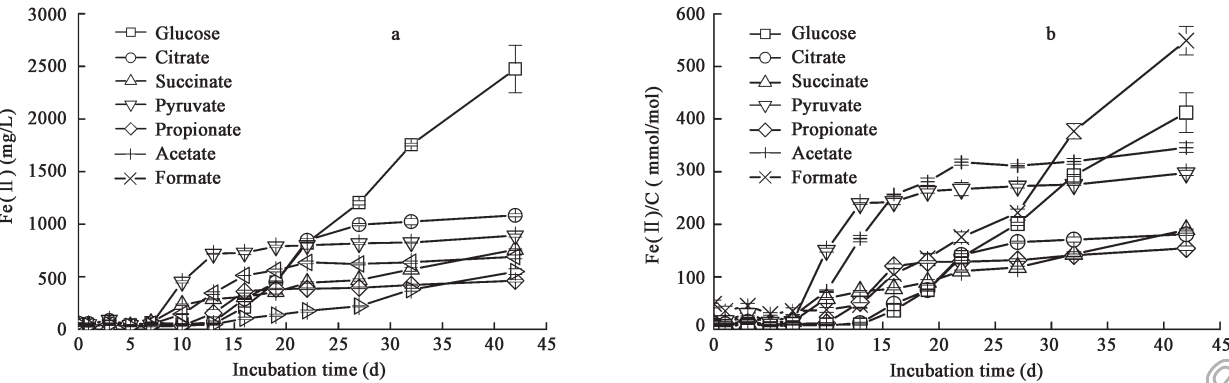 Fe(II) (mg/L)
3000
2500
2000
1500
1000
500
0
a
Glucose
Citrate
Succinate
Pyruvate
Propionate
Acetate
Formate
0 5 10 15 20 25 30 35 40 45
Incubation time (d)
Fe(II)/C ( mmol/mol)
600
500
400
300
200
100
0
b
Glucose
Citrate
Succinate
Pyruvate
Propionate
Acetate
Formate
0 5 10 15 20 25 30 35 40 45
Incubation time (d)